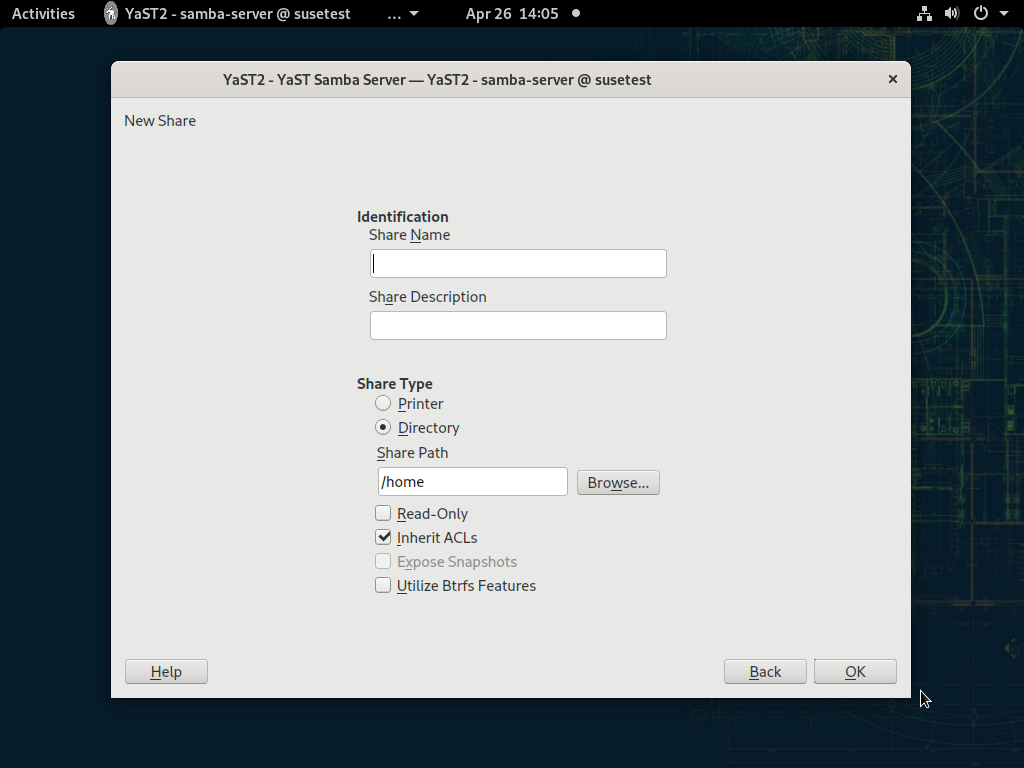 Activities YaST2 - samba-server @ susetest ... Apr 26 14:05
YaST2 - YaST Samba Server — YaST2 - samba-server @ susetest
New Share
Identification
Share Name
Share Description
Share Type
Printer
Directory
Share Path
/home Browse...
Read-Only
Inherit ACLs
Expose Snapshots
Utilize Btrfs Features
Help Back OK